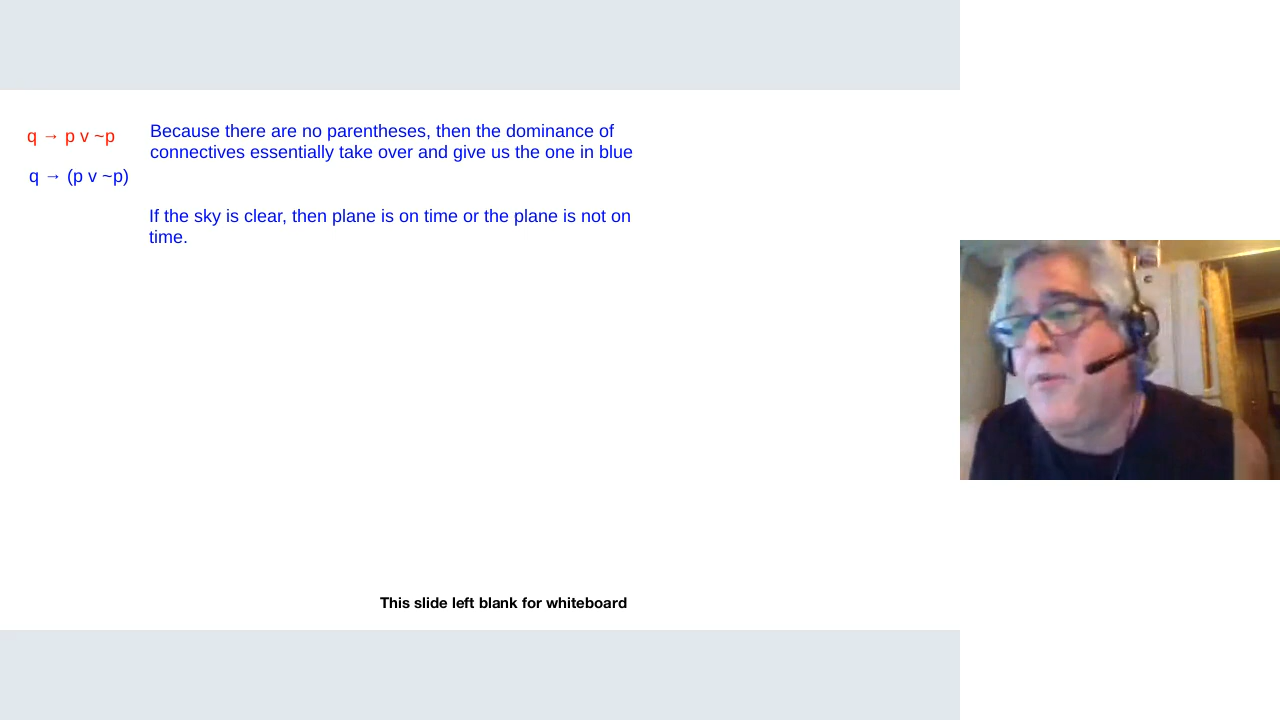 q → p v ~p
Because there are no parentheses, then the dominance of
connectives essentially take over and give us the one in blue
q → (p v ~p)
If the sky is clear, then plane is on time or the plane is not on
time.
This slide left blank for whiteboard